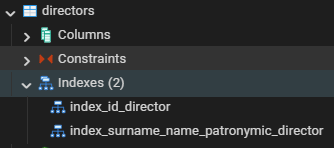 directors
Columns
Constraints
Indexes (2)
index_id_director
index_surname_name_patronymic_director